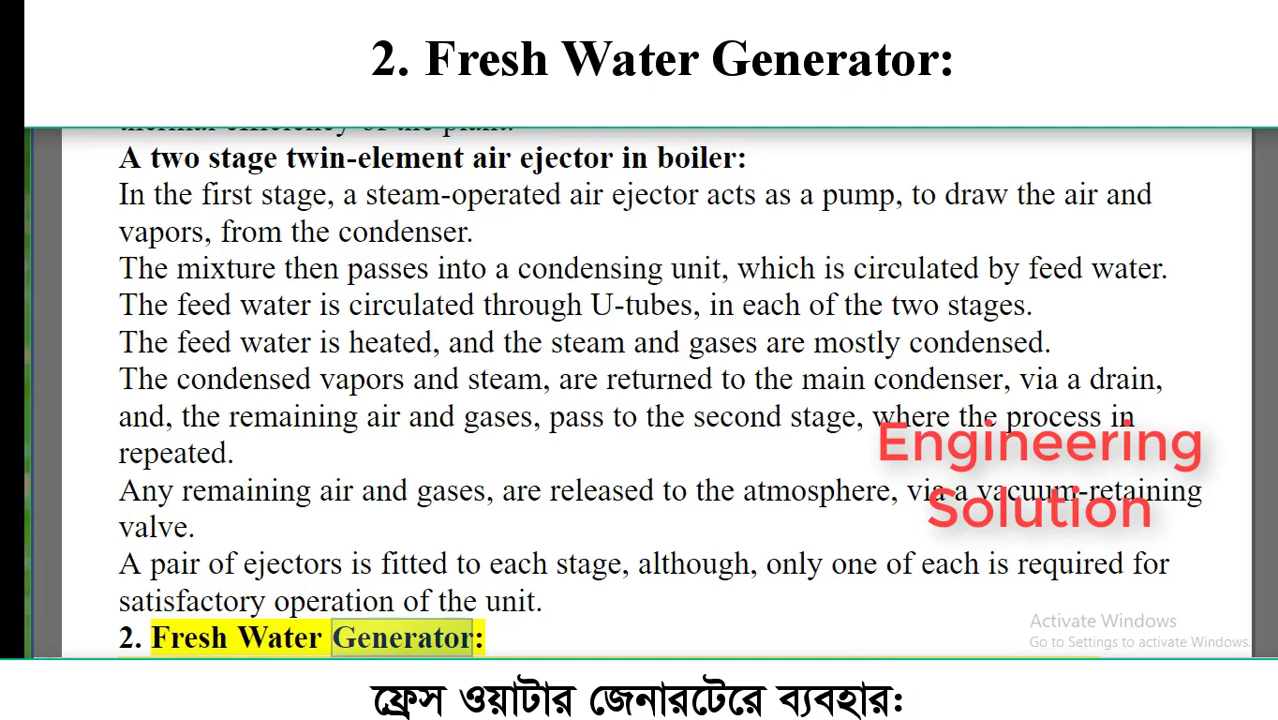 2. Fresh Water Generator:
thermal efficiency of the plant.
A two stage twin-element air ejector in boiler:
In the first stage, a steam-operated air ejector acts as a pump, to draw the air and
vapors, from the condenser.
The mixture then passes into a condensing unit, which is circulated by feed water.
The feed water is circulated through U-tubes, in each of the two stages.
The feed water is heated, and the steam and gases are mostly condensed.
The condensed vapors and steam, are returned to the main condenser, via a drain,
and, the remaining air and gases, pass to the second stage, where the process in
repeated.
Engineering
Any remaining air and gases, are released to the atmosphere, via a vacuum-retaining
Solution
valve.
A pair of ejectors is fitted to each stage, although, only one of each is required for
satisfactory operation of the unit.
Activate Windows
Go to Settings to activate Windows.
2. Fresh Water Generator:
ফ্রেস ওয়াটার জেনারটেরে ব্যবহার: